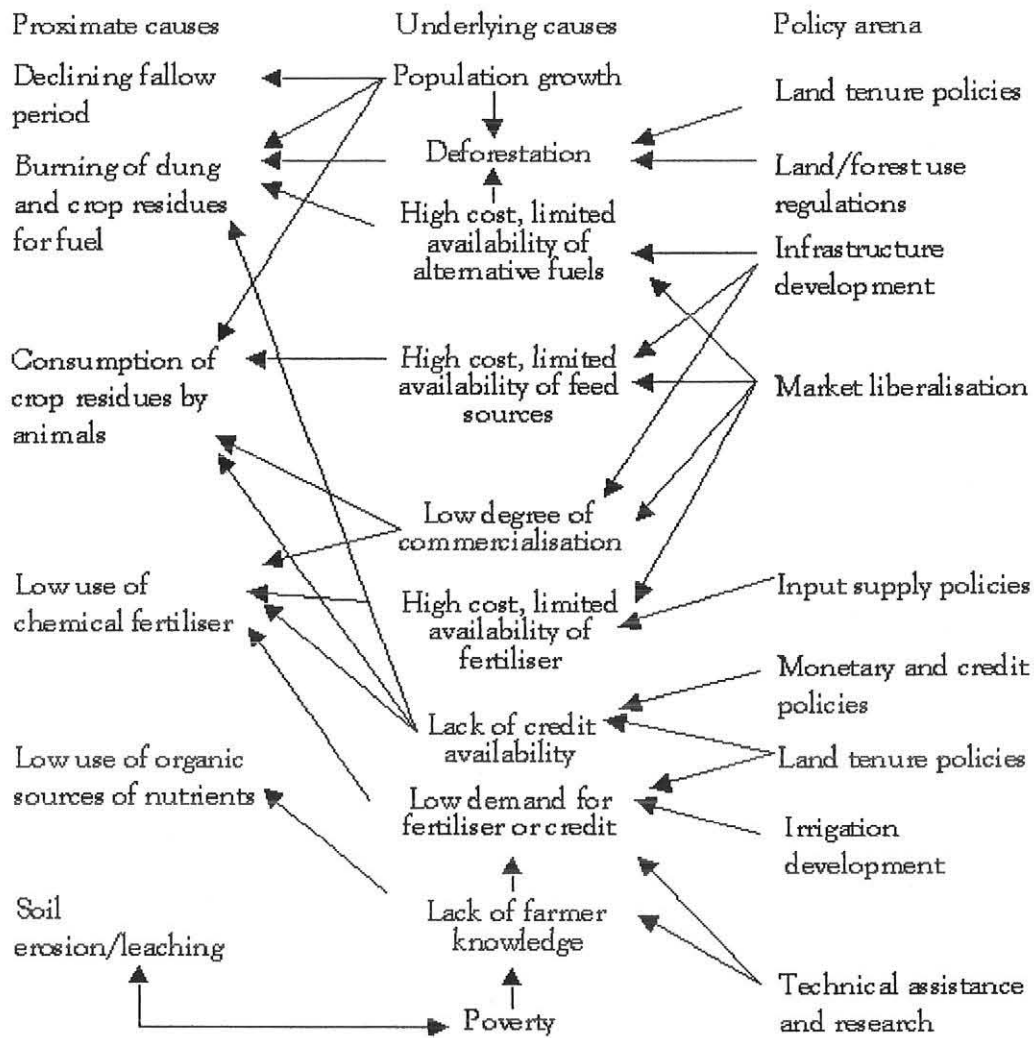 Proximate causes
Declining fallow
period
Burning of dung
and crop residues
for fuel
Consumption of
crop residues by
animals
Low use of
chemical fertiliser
Low use of organic
sources of nutrients
Soil
erosion/leaching
Underlying causes
Population growth
Deforestation
High cost, limited
availability of
alternative fuels
High cost, limited
availability of feed
sources
Low degree of
commercialisation
High cost, limited
availability of
fertiliser
Lack of credit
availability
Low demand for
fertiliser or credit
Lack of farmer
knowledge
Poverty
Policy arena
Land tenure policies
Land/forest use
regulations
Infrastructure
development
Market liberalisation
Input supply policies
Monetary and credit
policies
Land tenure policies
Irrigation
development
Technical assistance
and research